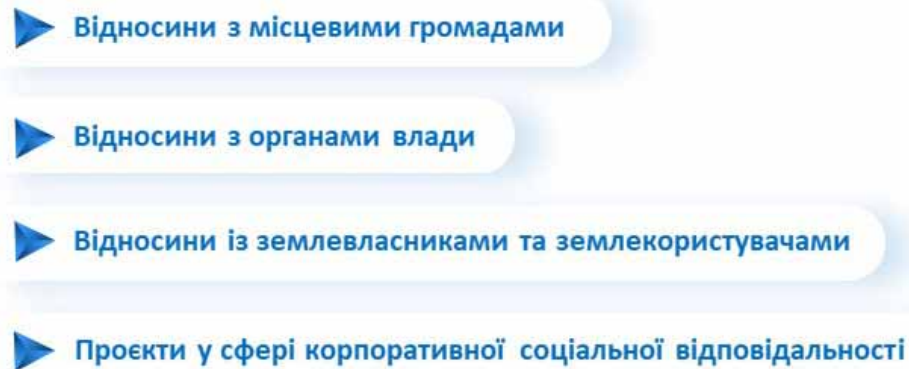 Відносини з місцевими громадами
Відносини з органами влади
Відносини із землевласниками та землекористувачами
Проєкти у сфері корпоративної соціальної відповідальності